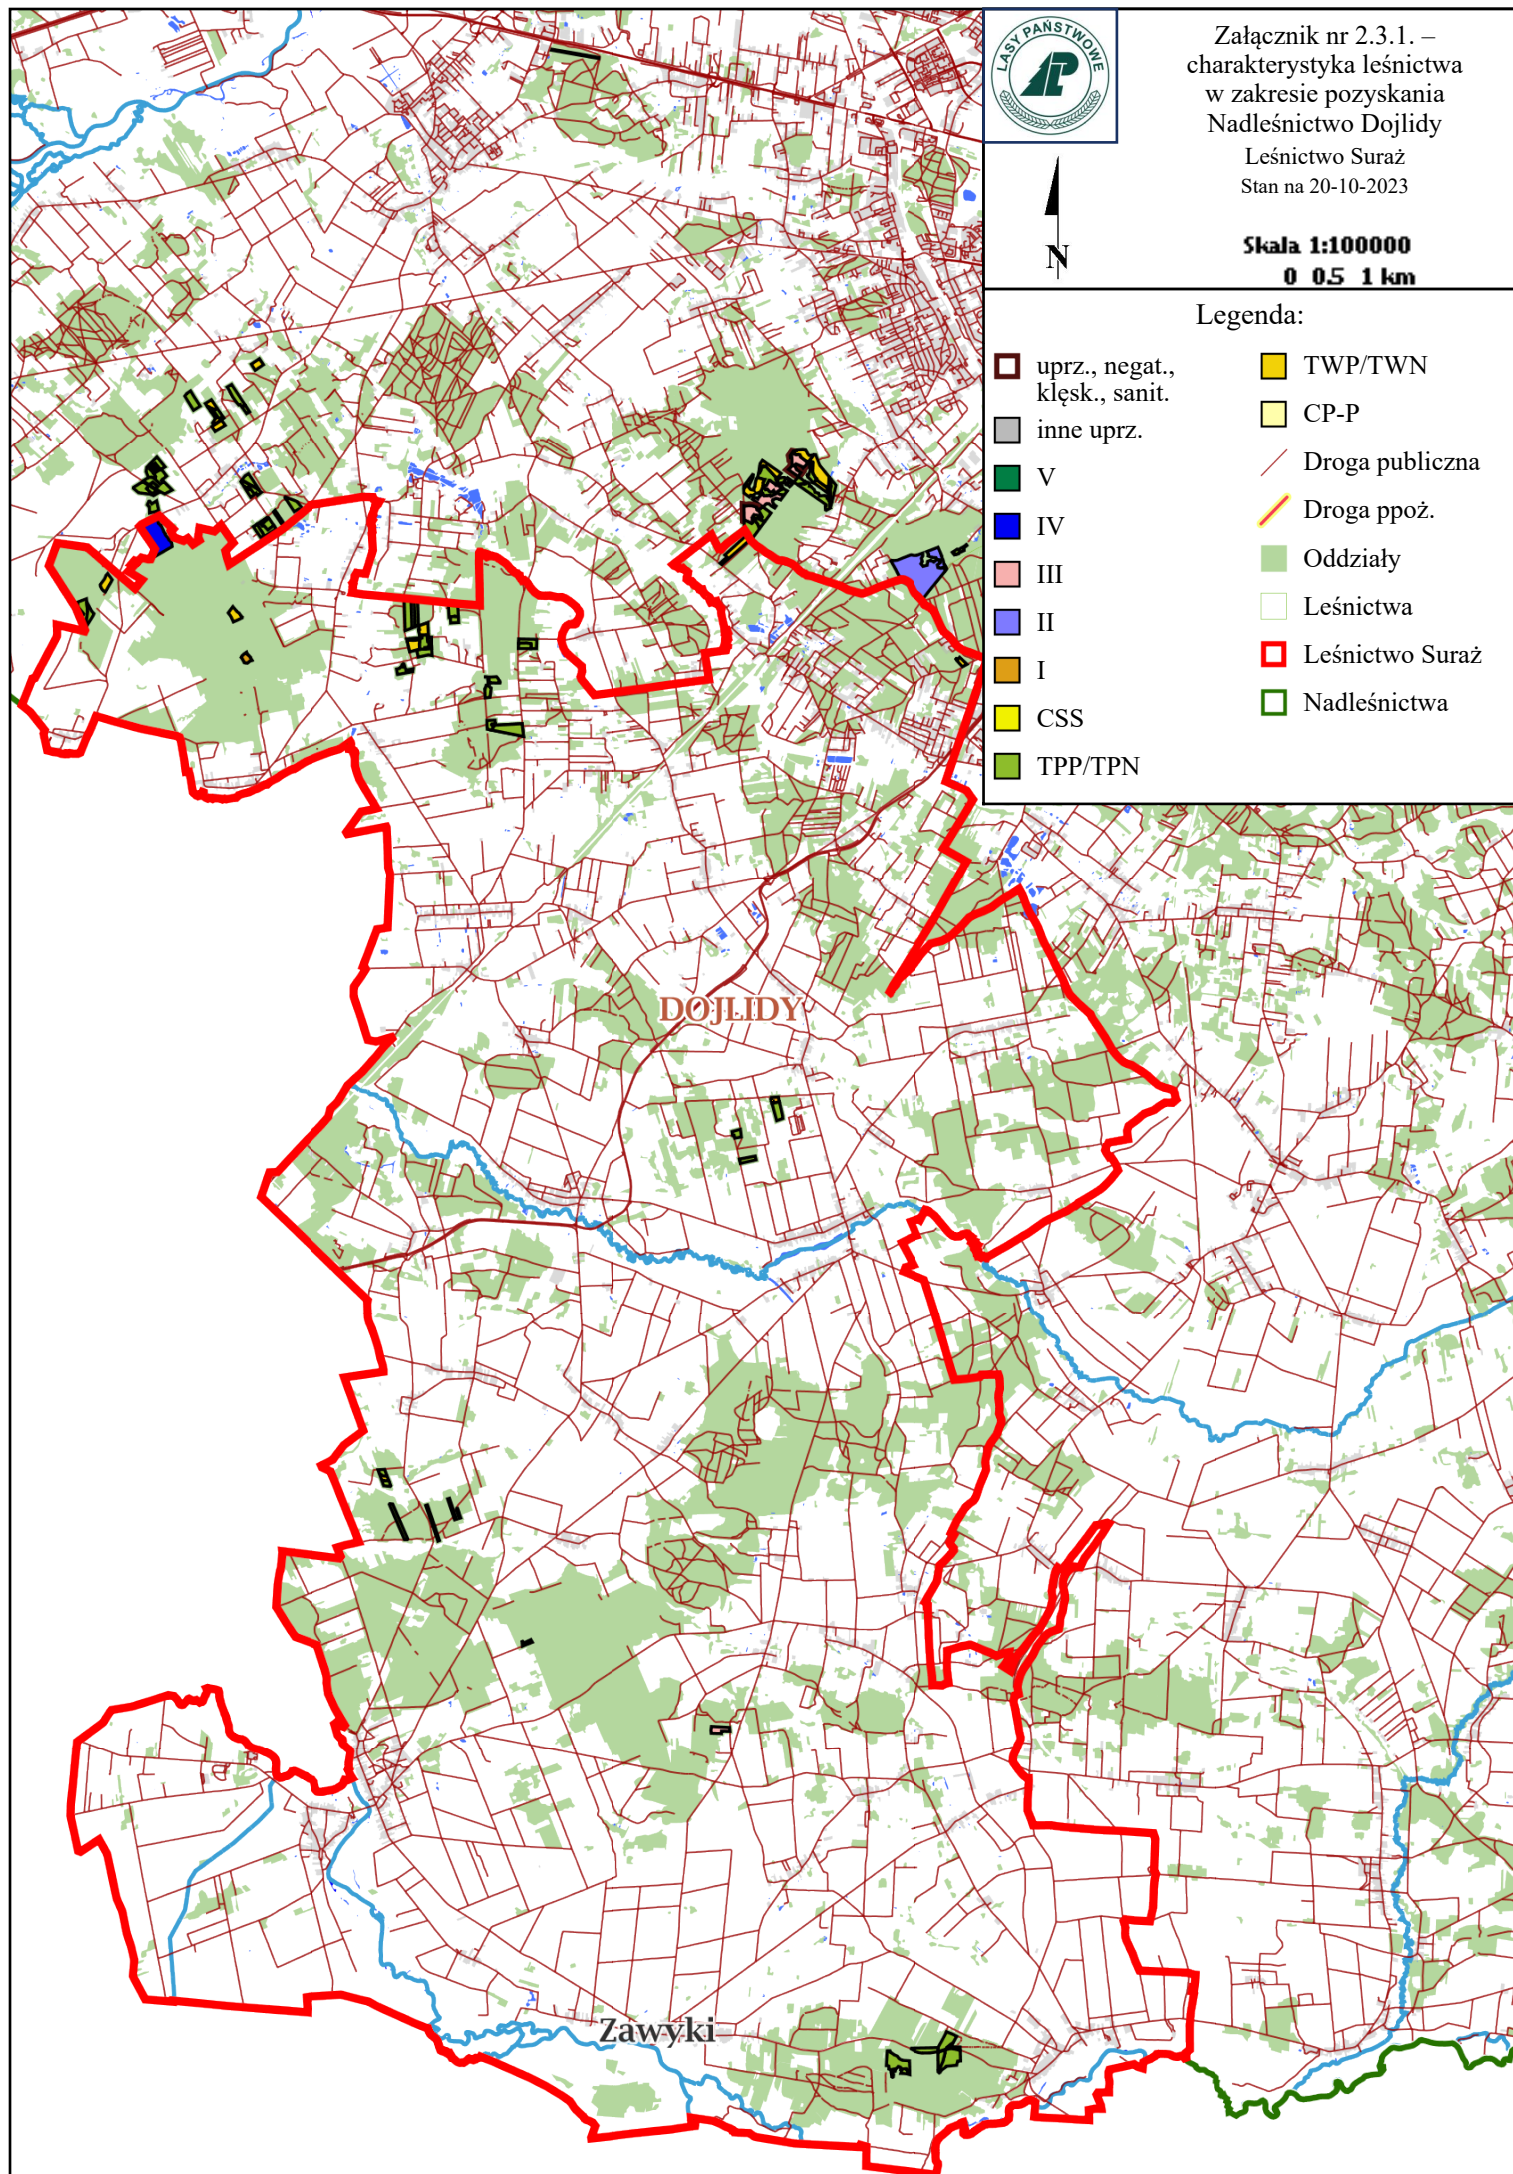 LASY PAŃSTWOWE
Załącznik nr 2.3.1. –
charakterystyka leśnictwa
w zakresie pozyskania
Nadleśnictwo Dojlidy
Leśnictwo Suraż
Stan na 20-10-2023
N
Skala 1:100000
0 0.5 1 km
Legenda:
uprz., negat.,
klęsk., sanit.
inne uprz.
V
IV
III
II
I
CSS
TPP/TPN
TWP/TWN
CP-P
Droga publiczna
Droga ppoż.
Oddziały
Leśnictwa
Leśnictwo Suraż
Nadleśnictwa
DOJLIDY
Zawyki